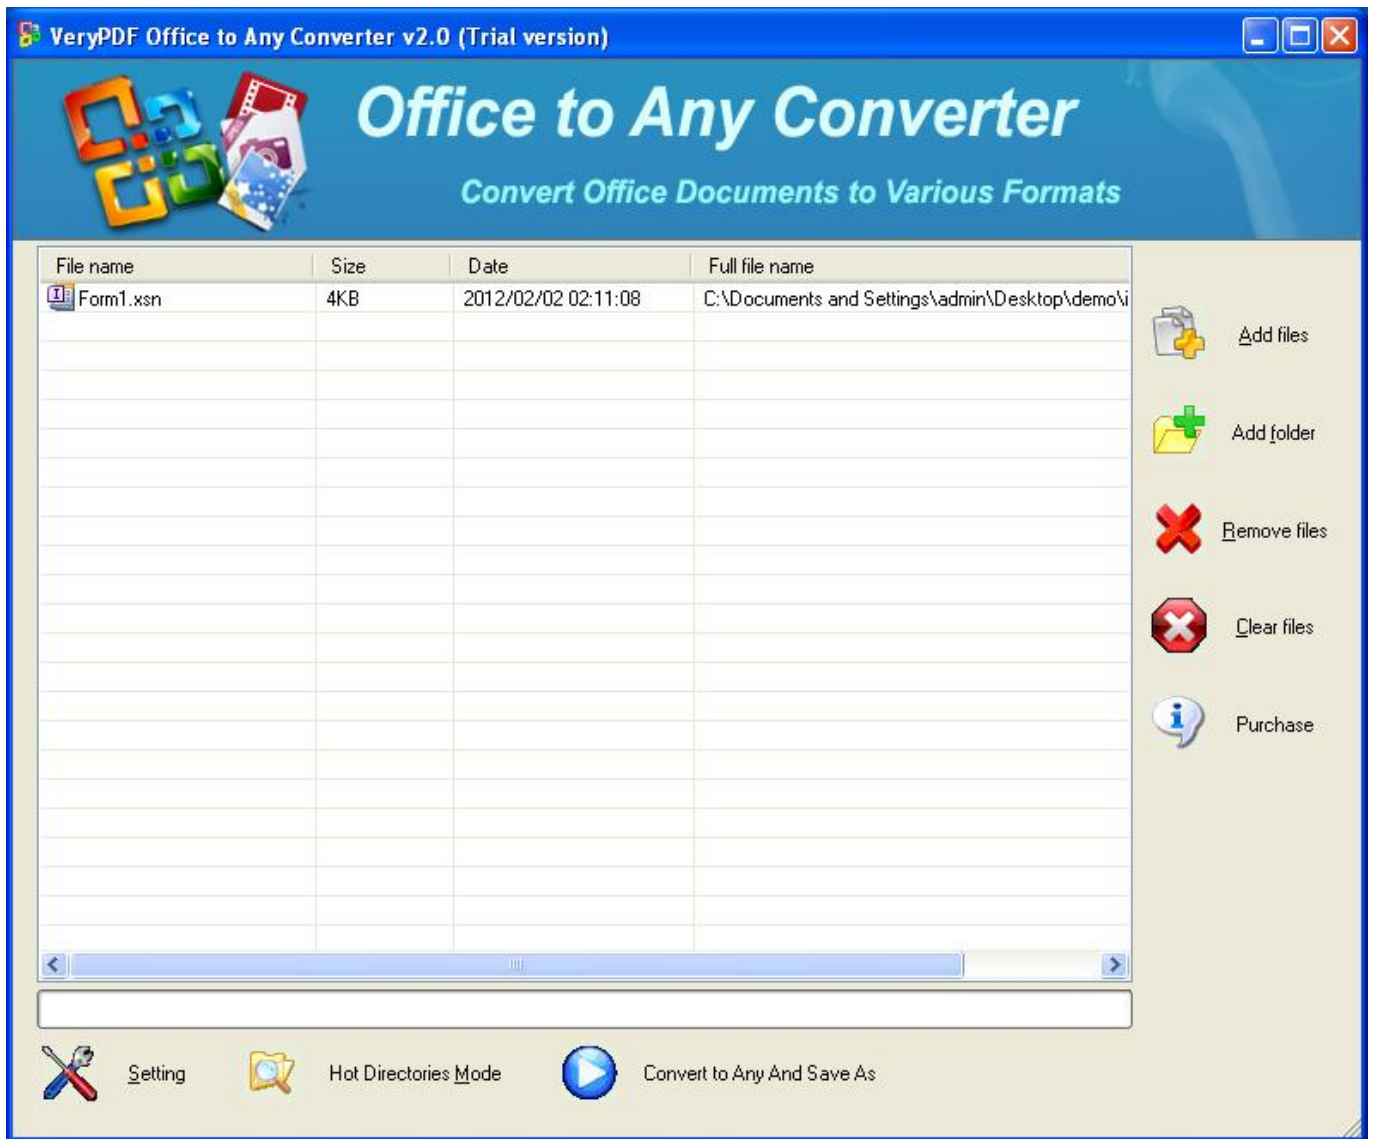 VeryPDF Office to Any Converter v2.0 (Trial version)
Office to Any Converter
Convert Office Documents to Various Formats
File name Size Date Full file name
Form1.xsn 4KB 2012/02/02 02:11:08 C:\Documents and Settings\admin\Desktop\demo\i
Add files
Add folder
Remove files
Clear files
Purchase
Setting Hot Directories Mode Convert to Any And Save As